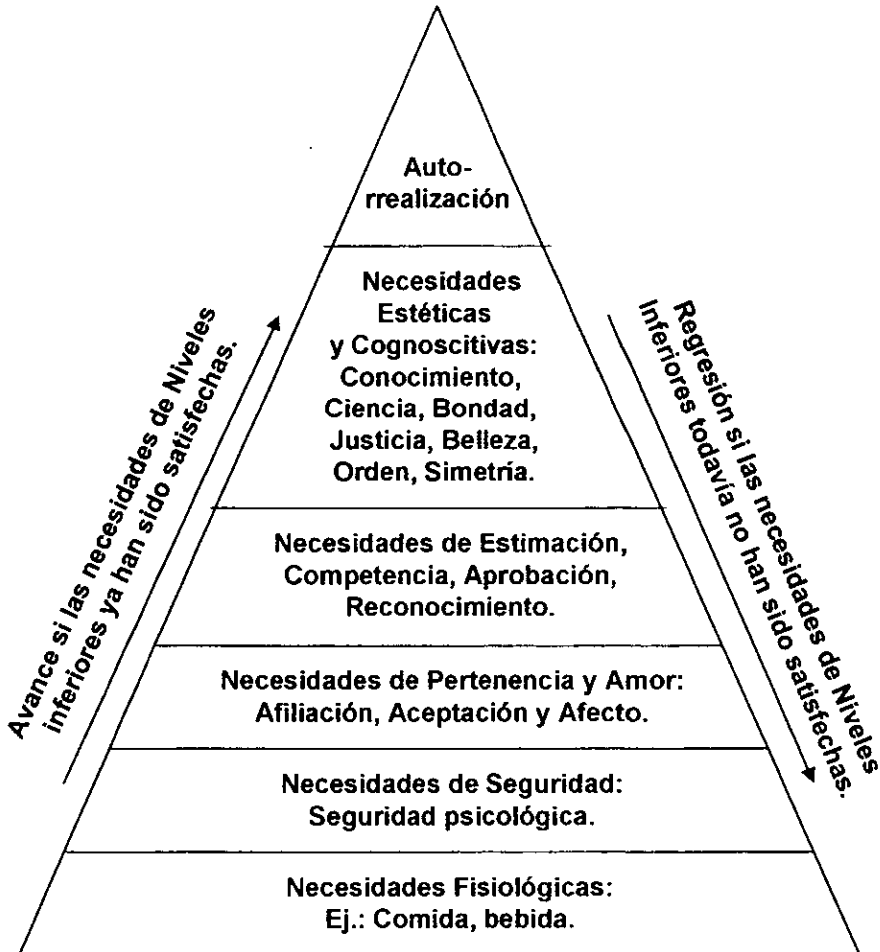 Auto-
rrealización
Necesidades
Estéticas
y Cognoscitivas:
Conocimiento,
Ciencia, Bondad,
Justicia, Belleza,
Orden, Simetría.
Necesidades de Estimación,
Competencia, Aprobación,
Reconocimiento.
Necesidades de Pertenencia y Amor:
Afiliación, Aceptación y Afecto.
Necesidades de Seguridad:
Seguridad psicológica.
Necesidades Fisiológicas:
Ej.: Comida, bebida.
Avance si las necesidades de Niveles
inferiores ya han sido satisfechas.
Regresión si las necesidades de Niveles
Inferiores todavía no han sido satisfechas.